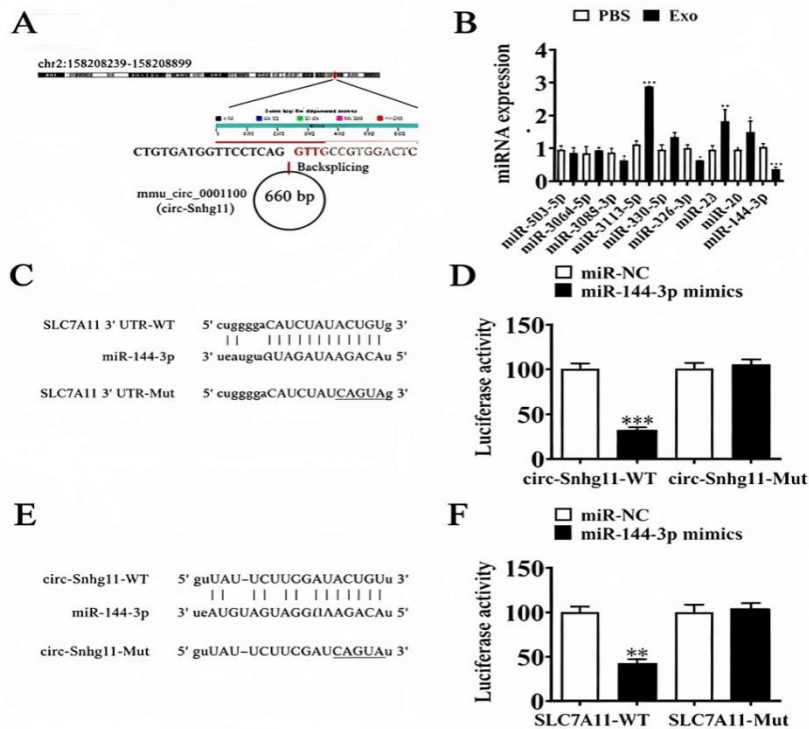 A
chr2:158208239-158208899
CTGTGATGGTTCCTCAG GTTGCCGTGGACTC
Backsplicing
mmu_circ_0001100
(circ-Snhg11)
660 bp
B
PBS Exo
miRNA expression
4
3
2
1
0
***
**
*
*
*
***
miR-503-5p
miR-3064-5p
miR-3085-3p
miR-3113-5p
miR-330-5p
miR-326-3p
miR-23
miR-20
miR-144-3p
C
SLC7A11 3' UTR-WT 5' cuggggaCAUCUAUACUGUg 3'
miR-144-3p 3' ueauguaGUAGAUAAGACAu 5'
SLC7A11 3' UTR-Mut 5' cuggggaCAUCUAUCAGUAg 3'
D
miR-NC
miR-144-3p mimics
Luciferase activity
150
100
50
0
***
circ-Snhg11-WT circ-Snhg11-Mut
E
circ-Snhg11-WT 5' guUAU-UCUUCGAUACUGUu 3'
miR-144-3p 5'
circ-Snhg11-Mut 5' guUAU-UCUUCGAUCAGUAu 3'
F
miR-NC
miR-144-3p mimics
Luciferase activity
150
100
50
0
**
SLC7A11-WT SLC7A11-Mut